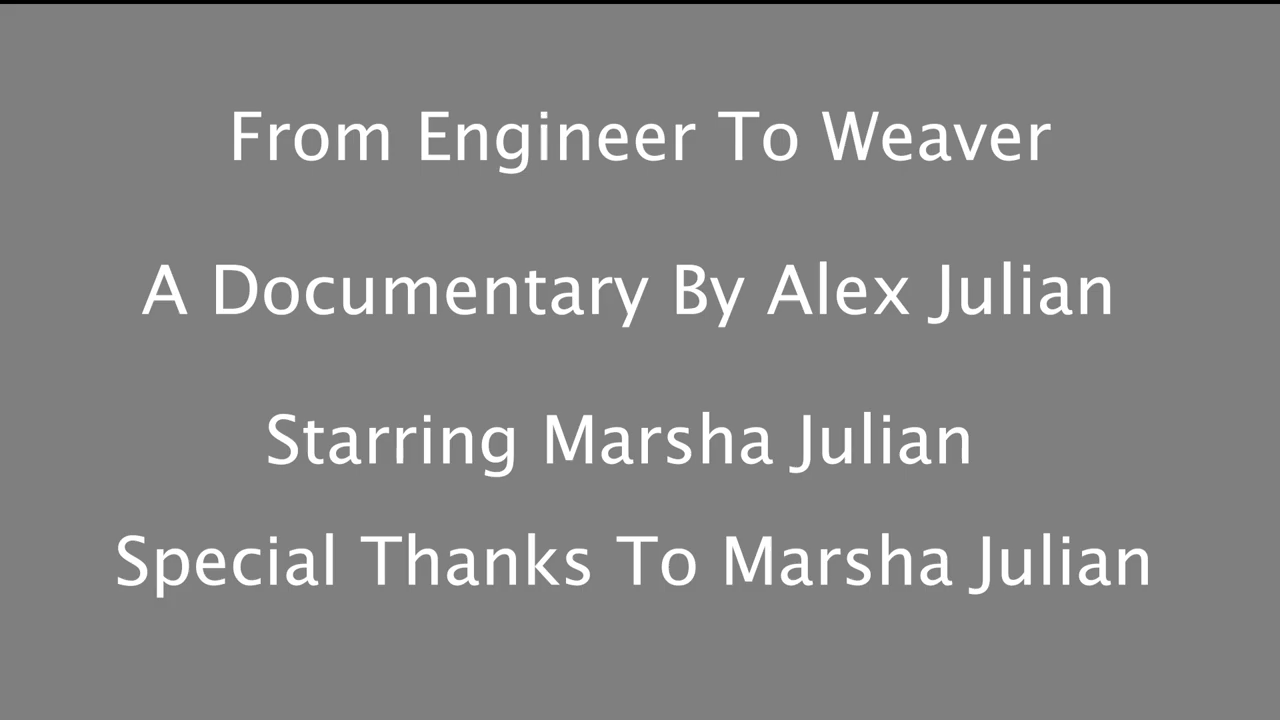 From Engineer To Weaver
A Documentary By Alex Julian
Starring Marsha Julian
Special Thanks To Marsha Julian